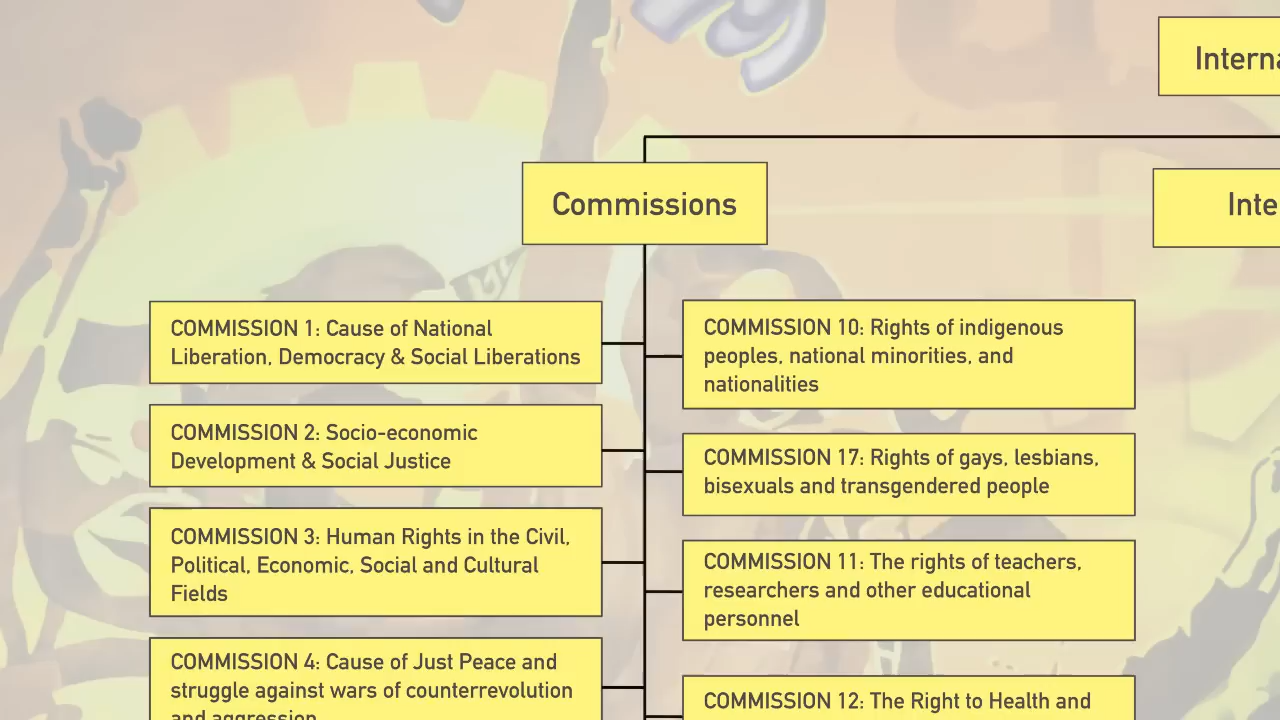 Commissions
COMMISSION 1: Cause of National
Liberation, Democracy & Social Liberations
COMMISSION 2: Socio-economic
Development & Social Justice
COMMISSION 3: Human Rights in the Civil,
Political, Economic, Social and Cultural
Fields
COMMISSION 4: Cause of Just Peace and
struggle against wars of counterrevolution
and aggression
COMMISSION 10: Rights of indigenous
peoples, national minorities, and
nationalities
COMMISSION 17: Rights of gays, lesbians,
bisexuals and transgendered people
COMMISSION 11: The rights of teachers,
researchers and other educational
personnel
COMMISSION 12: The Right to Health and